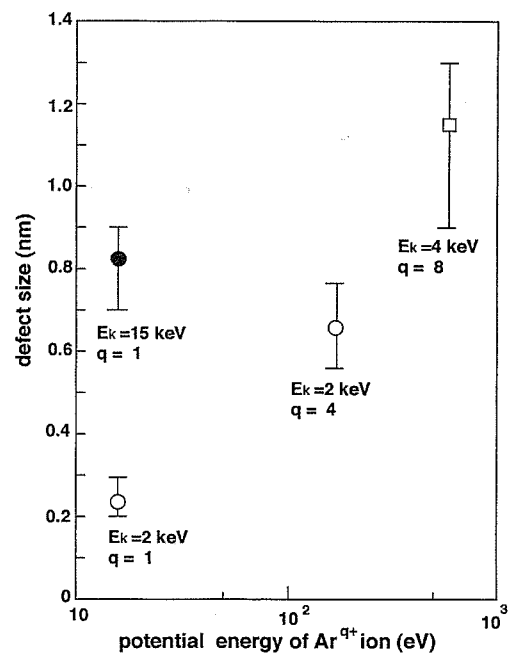 1.4
1.2
1.0
0.8
0.6
0.4
0.2
0
defect size (nm)
Ek =4 keV
q = 8
Ek =15 keV
q = 1
Ek =2 keV
q = 4
Ek =2 keV
q = 1
10 10² 10³
potential energy of Ar^q+ ion (eV)